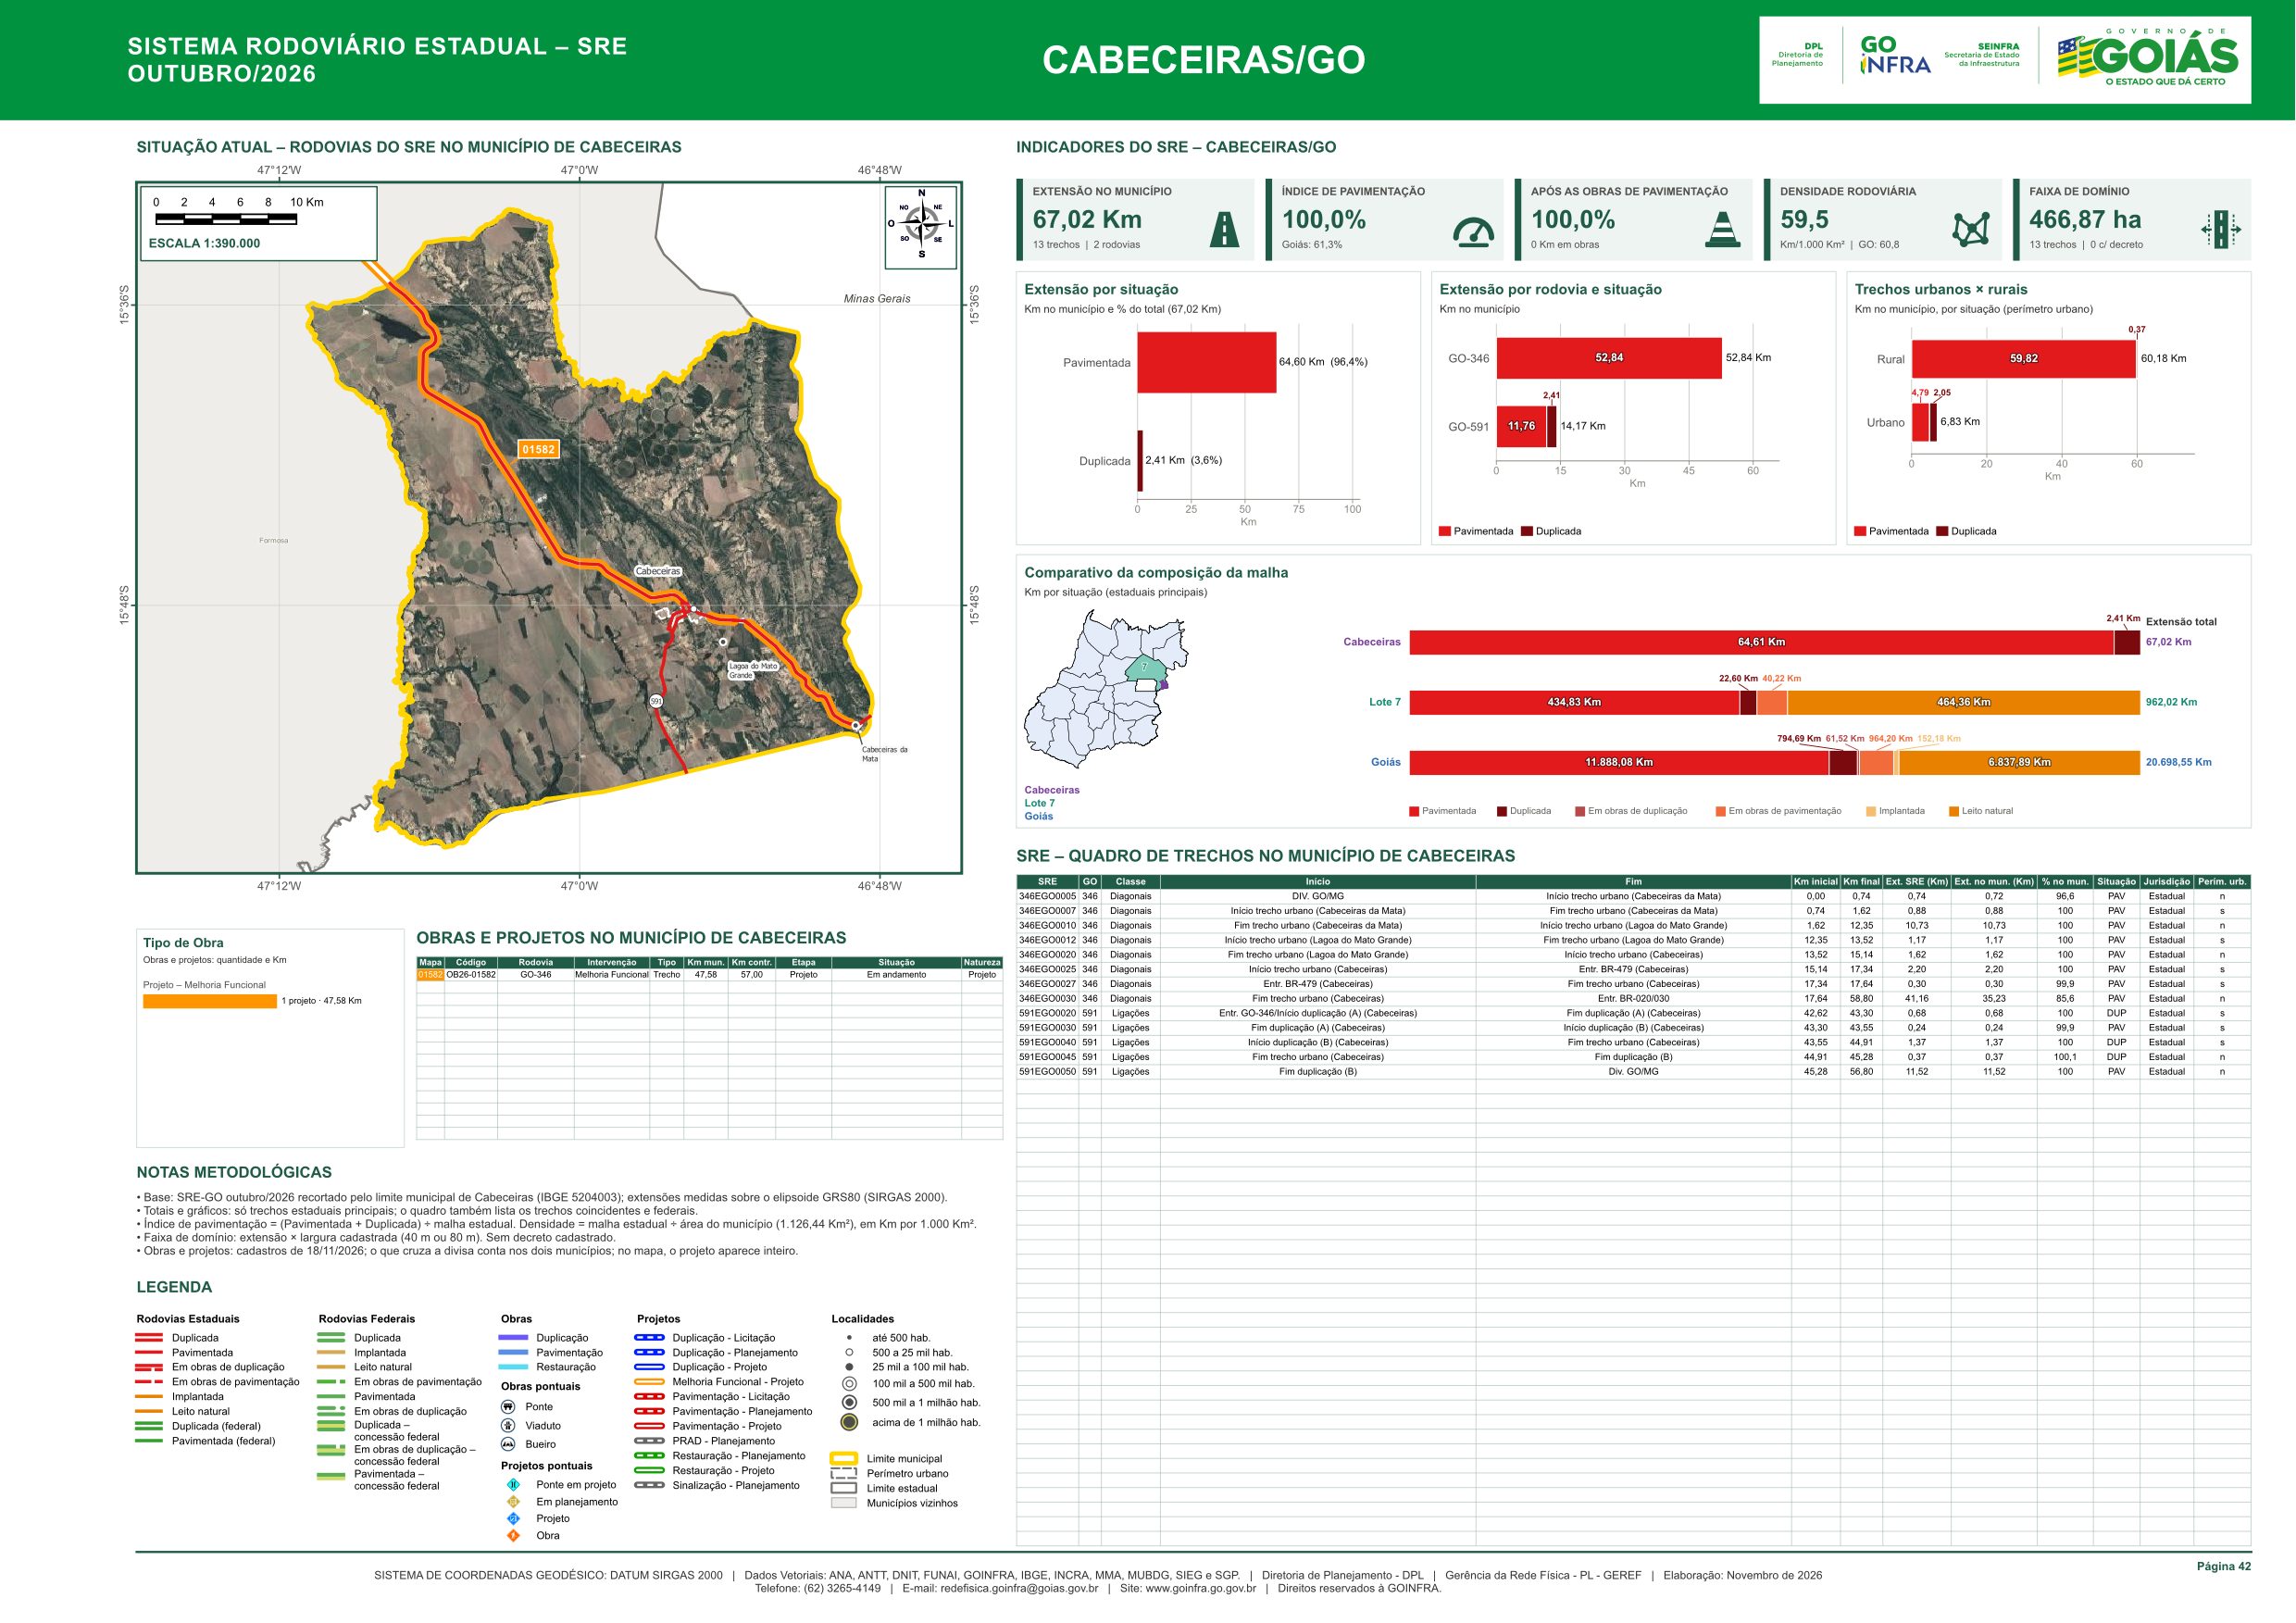 SISTEMA RODOVIÁRIO ESTADUAL – SRE
OUTUBRO/2026
CABECEIRAS/GO
DPL
Diretoria de
Planejamento
GO
iNFRA
SEINFRA
Secretaria de Estado
da Infraestrutura
GOVERNO DE
GOIÁS
O ESTADO QUE DÁ CERTO
SITUAÇÃO ATUAL – RODOVIAS DO SRE NO MUNICÍPIO DE CABECEIRAS
47°12'W 47°0'W 46°48'W
0 2 4 6 8 10 Km
ESCALA 1:390.000
N
NO NE
O L
SO SE
S
15°36'S 15°36'S
Minas Gerais
01582
Formosa
Cabeceiras
15°48'S 15°48'S
Lagoa do Mato
Grande
591
Cabeceiras da
Mata
47°12'W 47°0'W 46°48'W
INDICADORES DO SRE – CABECEIRAS/GO
EXTENSÃO NO MUNICÍPIO
67,02 Km
13 trechos | 2 rodovias
ÍNDICE DE PAVIMENTAÇÃO
100,0%
Goiás: 61,3%
APÓS AS OBRAS DE PAVIMENTAÇÃO
100,0%
0 Km em obras
DENSIDADE RODOVIÁRIA
59,5
Km/1.000 Km² | GO: 60,8
FAIXA DE DOMÍNIO
466,87 ha
13 trechos | 0 c/ decreto
Extensão por situação
Km no município e % do total (67,02 Km)
Pavimentada 64,60 Km (96,4%)
Duplicada 2,41 Km (3,6%)
0 25 50 75 100
Km
Extensão por rodovia e situação
Km no município
GO-346 52,84 52,84 Km
2,41
GO-591 11,76 14,17 Km
0 15 30 45 60
Km
Pavimentada Duplicada
Trechos urbanos × rurais
Km no município, por situação (perímetro urbano)
0,37
Rural 59,82 60,18 Km
4,79 2,05
Urbano 6,83 Km
0 20 40 60
Km
Pavimentada Duplicada
Comparativo da composição da malha
Km por situação (estaduais principais)
7
Cabeceiras
Lote 7
Goiás
2,41 Km Extensão total
Cabeceiras 64,61 Km 67,02 Km
22,60 Km 40,22 Km
Lote 7 434,83 Km 464,36 Km 962,02 Km
794,69 Km 61,52 Km 964,20 Km 152,18 Km
Goiás 11.888,08 Km 6.837,89 Km 20.698,55 Km
Pavimentada Duplicada Em obras de duplicação Em obras de pavimentação Implantada Leito natural
SRE – QUADRO DE TRECHOS NO MUNICÍPIO DE CABECEIRAS
SRE GO Classe Início Fim Km inicial Km final Ext. SRE (Km) Ext. no mun. (Km) % no mun. Situação Jurisdição Perím. urb.
346EGO0005 346 Diagonais DIV. GO/MG Início trecho urbano (Cabeceiras da Mata) 0,00 0,74 0,74 0,72 96,6 PAV Estadual n
346EGO0007 346 Diagonais Início trecho urbano (Cabeceiras da Mata) Fim trecho urbano (Cabeceiras da Mata) 0,74 1,62 0,88 0,88 100 PAV Estadual s
346EGO0010 346 Diagonais Fim trecho urbano (Cabeceiras da Mata) Início trecho urbano (Lagoa do Mato Grande) 1,62 12,35 10,73 10,73 100 PAV Estadual n
346EGO0012 346 Diagonais Início trecho urbano (Lagoa do Mato Grande) Fim trecho urbano (Lagoa do Mato Grande) 12,35 13,52 1,17 1,17 100 PAV Estadual s
346EGO0020 346 Diagonais Fim trecho urbano (Lagoa do Mato Grande) Início trecho urbano (Cabeceiras) 13,52 15,14 1,62 1,62 100 PAV Estadual n
346EGO0025 346 Diagonais Início trecho urbano (Cabeceiras) Entr. BR-479 (Cabeceiras) 15,14 17,34 2,20 2,20 100 PAV Estadual s
346EGO0027 346 Diagonais Entr. BR-479 (Cabeceiras) Fim trecho urbano (Cabeceiras) 17,34 17,64 0,30 0,30 99,9 PAV Estadual s
346EGO0030 346 Diagonais Fim trecho urbano (Cabeceiras) Entr. BR-020/030 17,64 58,80 41,16 35,23 85,6 PAV Estadual n
591EGO0020 591 Ligações Entr. GO-346/Início duplicação (A) (Cabeceiras) Fim duplicação (A) (Cabeceiras) 42,62 43,30 0,68 0,68 100 DUP Estadual s
591EGO0030 591 Ligações Fim duplicação (A) (Cabeceiras) Início duplicação (B) (Cabeceiras) 43,30 43,55 0,24 0,24 99,9 PAV Estadual s
591EGO0040 591 Ligações Início duplicação (B) (Cabeceiras) Fim trecho urbano (Cabeceiras) 43,55 44,91 1,37 1,37 100 DUP Estadual s
591EGO0045 591 Ligações Fim trecho urbano (Cabeceiras) Fim duplicação (B) 44,91 45,28 0,37 0,37 100,1 DUP Estadual n
591EGO0050 591 Ligações Fim duplicação (B) Div. GO/MG 45,28 56,80 11,52 11,52 100 PAV Estadual n
Tipo de Obra
Obras e projetos: quantidade e Km
Projeto – Melhoria Funcional
1 projeto · 47,58 Km
OBRAS E PROJETOS NO MUNICÍPIO DE CABECEIRAS
Mapa Código Rodovia Intervenção Tipo Km mun. Km contr. Etapa Situação Natureza
01582 OB26-01582 GO-346 Melhoria Funcional Trecho 47,58 57,00 Projeto Em andamento Projeto
NOTAS METODOLÓGICAS
• Base: SRE-GO outubro/2026 recortado pelo limite municipal de Cabeceiras (IBGE 5204003); extensões medidas sobre o elipsoide GRS80 (SIRGAS 2000).
• Totais e gráficos: só trechos estaduais principais; o quadro também lista os trechos coincidentes e federais.
• Índice de pavimentação = (Pavimentada + Duplicada) ÷ malha estadual. Densidade = malha estadual ÷ área do município (1.126,44 Km²), em Km por 1.000 Km².
• Faixa de domínio: extensão × largura cadastrada (40 m ou 80 m). Sem decreto cadastrado.
• Obras e projetos: cadastros de 18/11/2026; o que cruza a divisa conta nos dois municípios; no mapa, o projeto aparece inteiro.
LEGENDA
Rodovias Estaduais
Duplicada
Pavimentada
Em obras de duplicação
Em obras de pavimentação
Implantada
Leito natural
Duplicada (federal)
Pavimentada (federal)
Rodovias Federais
Duplicada
Implantada
Leito natural
Em obras de pavimentação
Pavimentada
Em obras de duplicação
Duplicada –
concessão federal
Em obras de duplicação –
concessão federal
Pavimentada –
concessão federal
Obras
Duplicação
Pavimentação
Restauração
Obras pontuais
Ponte
Viaduto
Bueiro
Projetos pontuais
Ponte em projeto
Em planejamento
Projeto
Obra
Projetos
Duplicação - Licitação
Duplicação - Planejamento
Duplicação - Projeto
Melhoria Funcional - Projeto
Pavimentação - Licitação
Pavimentação - Planejamento
Pavimentação - Projeto
PRAD - Planejamento
Restauração - Planejamento
Restauração - Projeto
Sinalização - Planejamento
Localidades
até 500 hab.
500 a 25 mil hab.
25 mil a 100 mil hab.
100 mil a 500 mil hab.
500 mil a 1 milhão hab.
acima de 1 milhão hab.
Limite municipal
Perímetro urbano
Limite estadual
Municípios vizinhos
SISTEMA DE COORDENADAS GEODÉSICO: DATUM SIRGAS 2000 | Dados Vetoriais: ANA, ANTT, DNIT, FUNAI, GOINFRA, IBGE, INCRA, MMA, MUBDG, SIEG e SGP. | Diretoria de Planejamento - DPL | Gerência da Rede Física - PL - GEREF | Elaboração: Novembro de 2026
Telefone: (62) 3265-4149 | E-mail: redefisica.goinfra@goias.gov.br | Site: www.goinfra.go.gov.br | Direitos reservados à GOINFRA.
Página 42